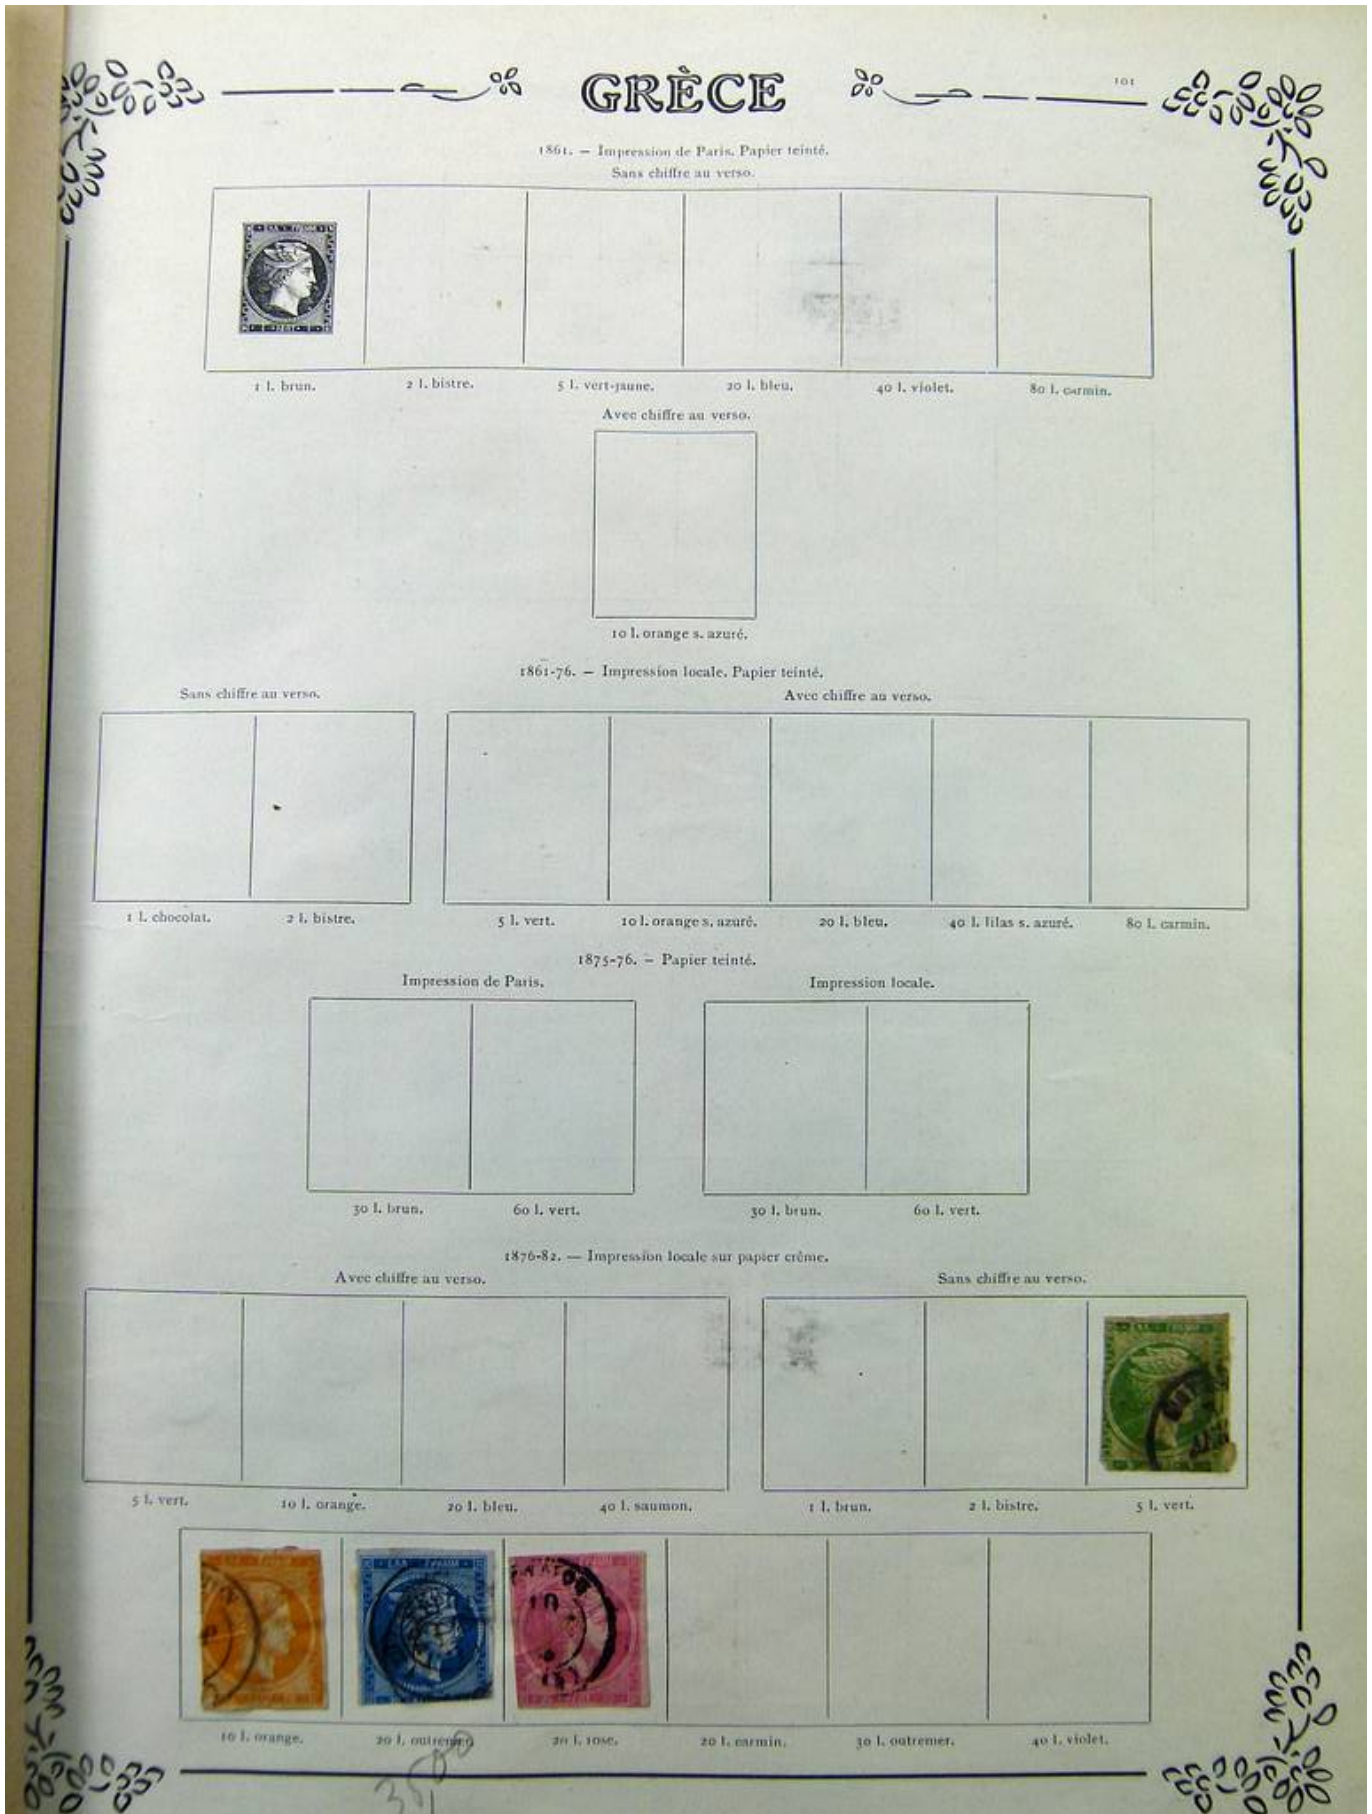 GRÈCE
101
1861. — Impression de Paris. Papier teinté.
Sans chiffre au verso.
1 l. brun. 2 l. bistre. 5 l. vert-jaune. 20 l. bleu. 40 l. violet. 80 l. carmin.
Avec chiffre au verso.
10 l. orange s. azuré.
1861-76. — Impression locale. Papier teinté.
Sans chiffre au verso. Avec chiffre au verso.
1 l. chocolat. 2 l. bistre. 5 l. vert. 10 l. orange s. azuré. 20 l. bleu. 40 l. lilas s. azuré. 80 l. carmin.
1875-76. — Papier teinté.
Impression de Paris. Impression locale.
30 l. brun. 60 l. vert. 30 l. brun. 60 l. vert.
1876-82. — Impression locale sur papier crême.
Avec chiffre au verso. Sans chiffre au verso.
5 l. vert. 10 l. orange. 20 l. bleu. 40 l. saumon. 1 l. brun. 2 l. bistre. 5 l. vert.
10 l. orange. 20 l. outremer 20 l. rose. 20 l. carmin. 30 l. outremer. 40 l. violet.